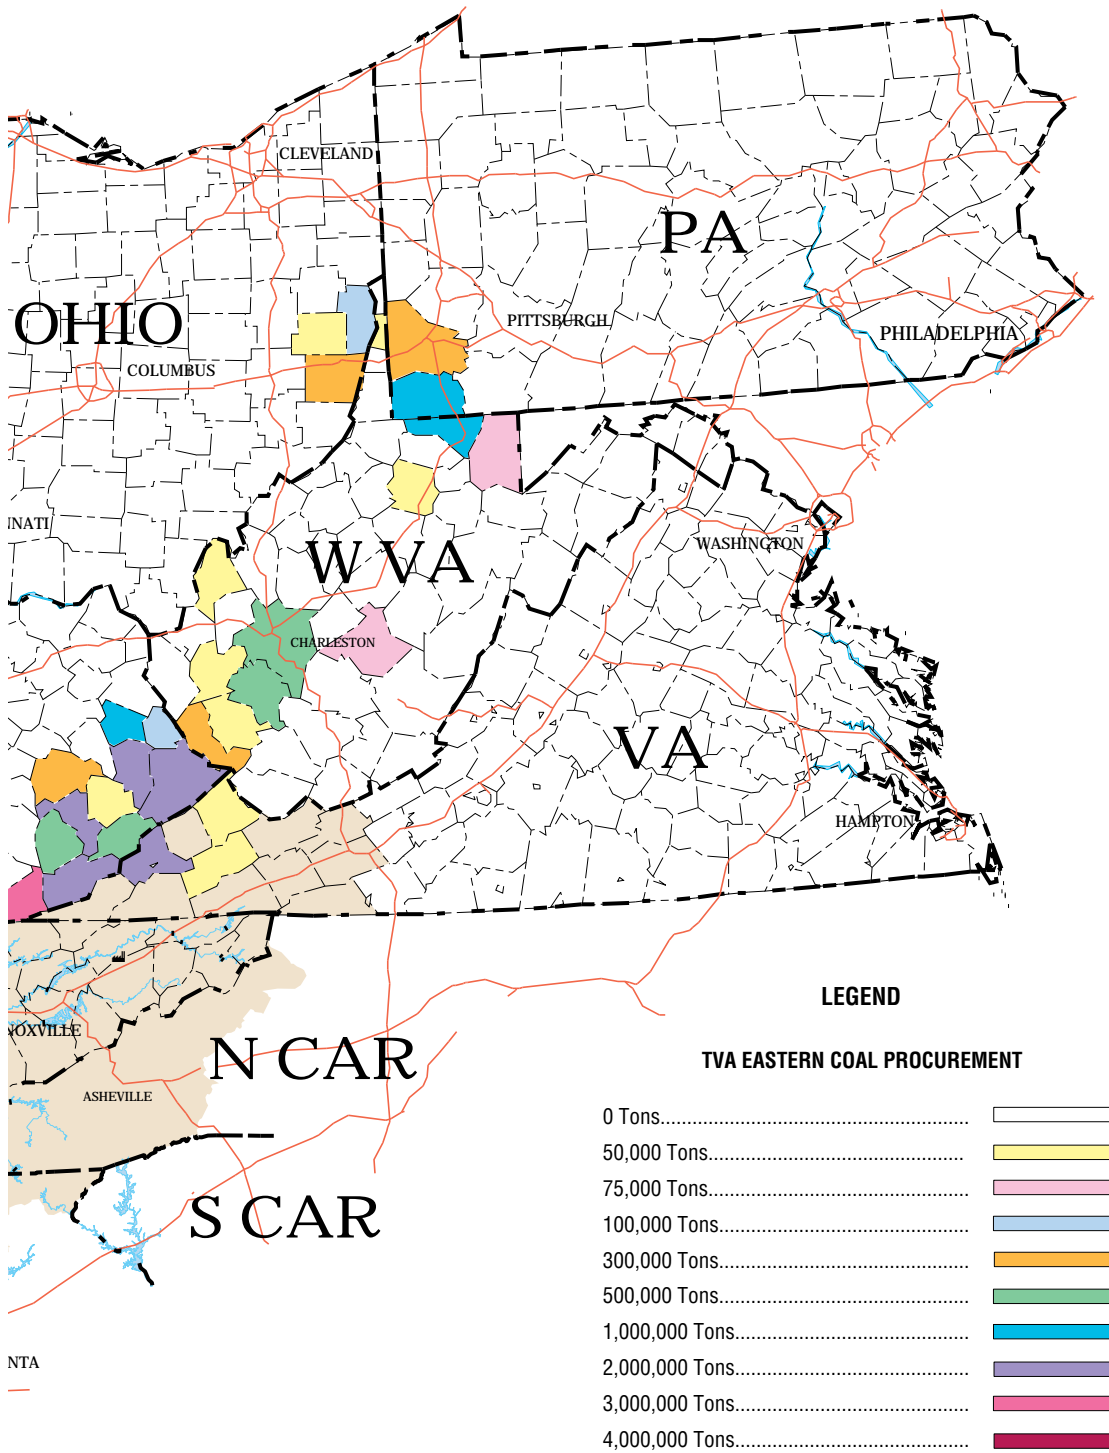 CLEVELAND
PA
OHIO
PITTSBURGH
PHILADELPHIA
COLUMBUS
NNATI
WASHINGTON
W VA
CHARLESTON
VA
HAMPTON
LEGEND
NOXVILLE
N CAR
TVA EASTERN COAL PROCUREMENT
ASHEVILLE
0 Tons
50,000 Tons
75,000 Tons
S CAR
100,000 Tons
300,000 Tons
500,000 Tons
1,000,000 Tons
NTA
2,000,000 Tons
3,000,000 Tons
4,000,000 Tons